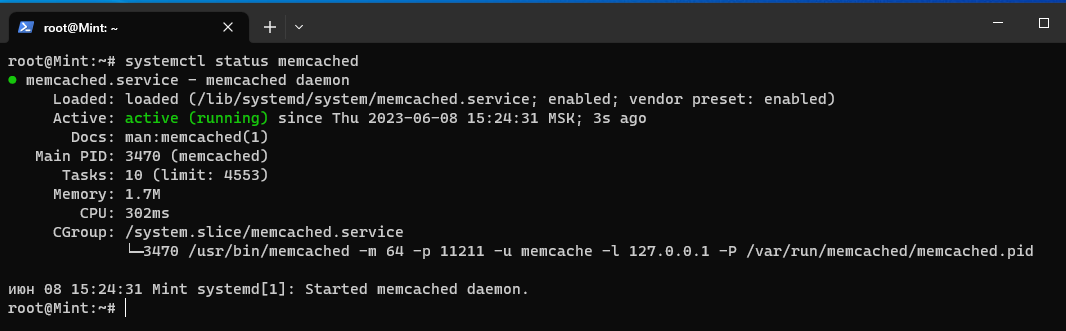 root@Mint: ~
root@Mint:~# systemctl status memcached
● memcached.service - memcached daemon
Loaded: loaded (/lib/systemd/system/memcached.service; enabled; vendor preset: enabled)
Active: active (running) since Thu 2023-06-08 15:24:31 MSK; 3s ago
Docs: man:memcached(1)
Main PID: 3470 (memcached)
Tasks: 10 (limit: 4553)
Memory: 1.7M
CPU: 302ms
CGroup: /system.slice/memcached.service
└─3470 /usr/bin/memcached -m 64 -p 11211 -u memcache -l 127.0.0.1 -P /var/run/memcached/memcached.pid
июн 08 15:24:31 Mint systemd[1]: Started memcached daemon.
root@Mint:~#